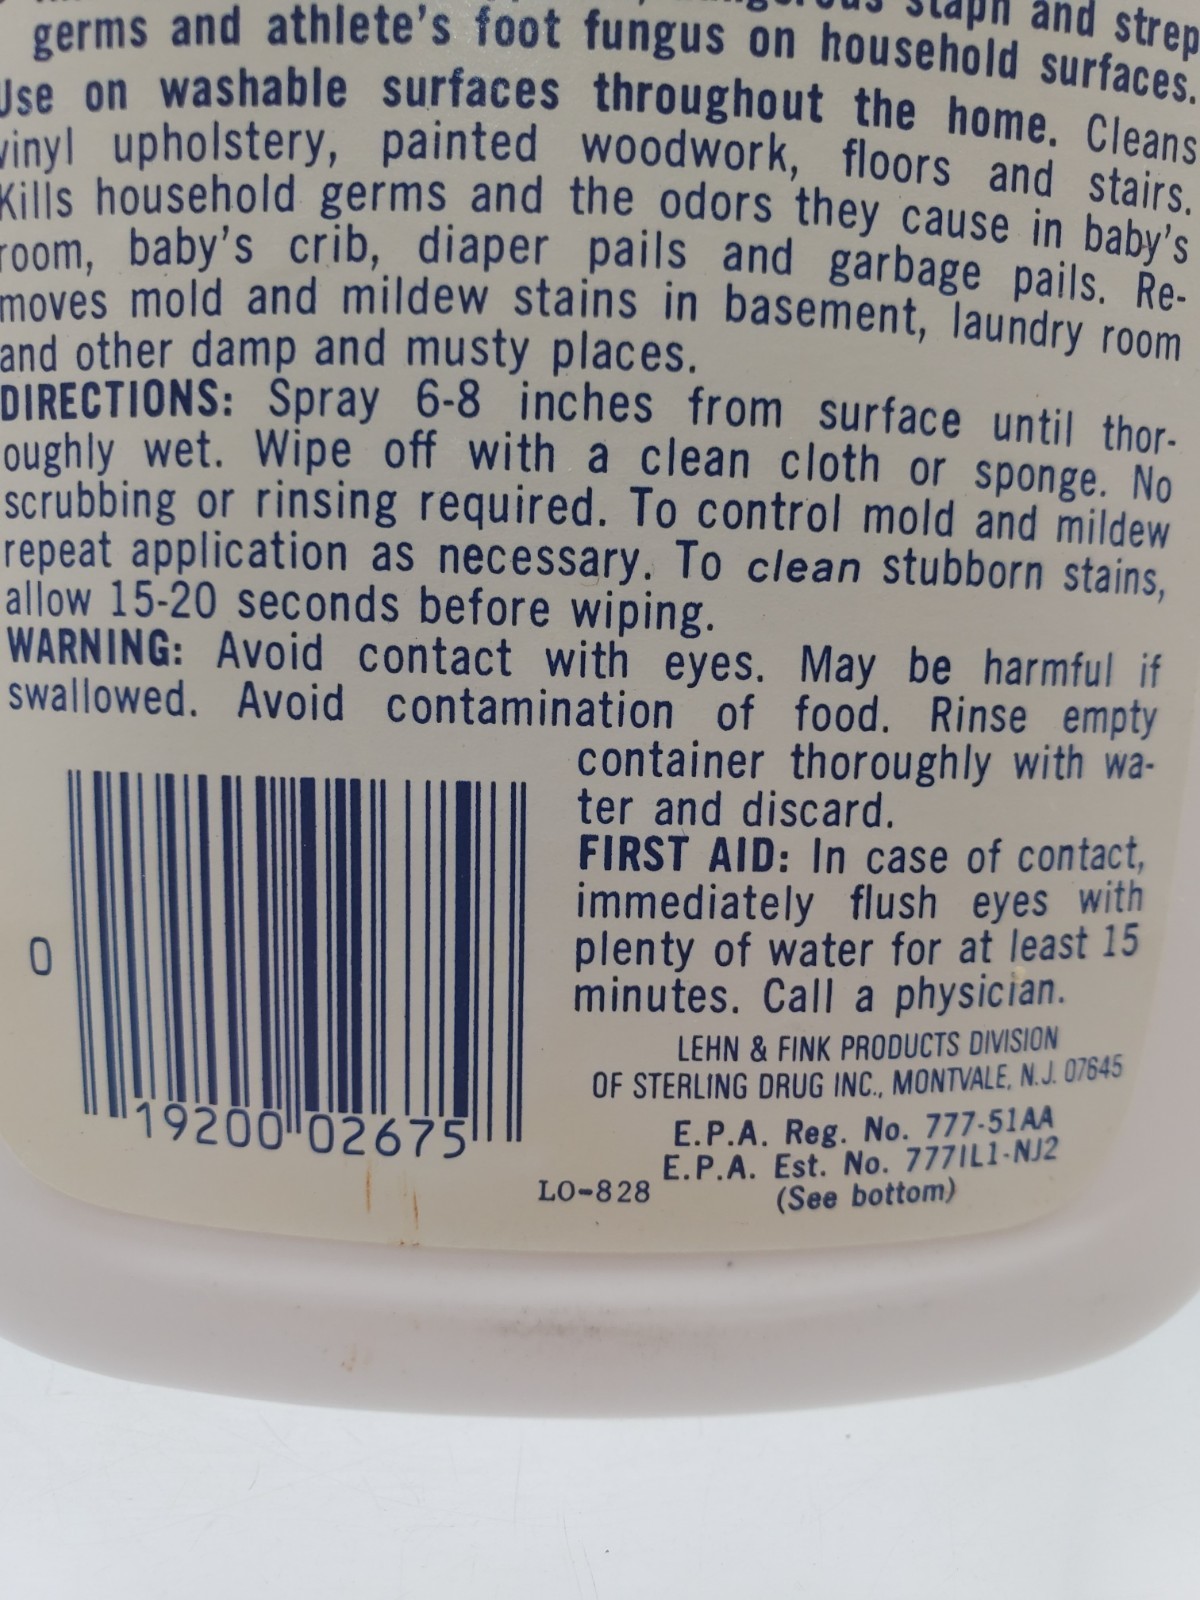 staph and strep
germs and athlete's foot fungus on household surfaces.
Use on washable surfaces throughout the home. Cleans
vinyl upholstery, painted woodwork, floors and stairs.
Kills household germs and the odors they cause in baby's
room, baby's crib, diaper pails and garbage pails. Re-
moves mold and mildew stains in basement, laundry room
and other damp and musty places.
DIRECTIONS: Spray 6-8 inches from surface until thor-
oughly wet. Wipe off with a clean cloth or sponge. No
scrubbing or rinsing required. To control mold and mildew
repeat application as necessary. To clean stubborn stains,
allow 15-20 seconds before wiping.
WARNING: Avoid contact with eyes. May be harmful if
swallowed. Avoid contamination of food. Rinse empty
container thoroughly with wa-
ter and discard.
FIRST AID: In case of contact,
immediately flush eyes with
plenty of water for at least 15
minutes. Call a physician.
LEHN & FINK PRODUCTS DIVISION
OF STERLING DRUG INC., MONTVALE, N.J. 07645
E.P.A. Reg. No. 777-51AA
E.P.A. Est. No. 777IL1-NJ2
(See bottom)
LO-828
0 19200 02675